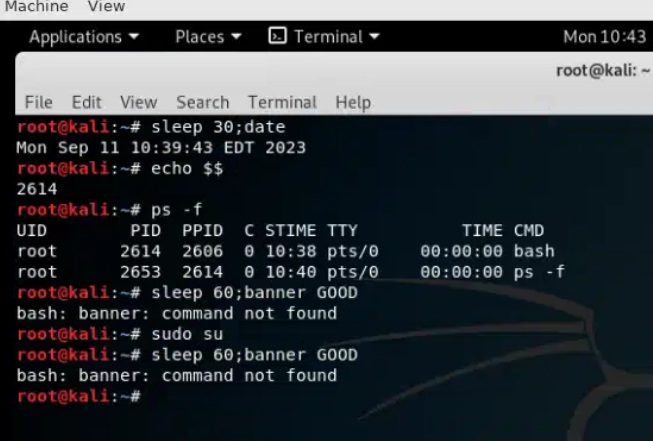 Machine View
Applications Places Terminal Mon 10:43
root@kali: ~
File Edit View Search Terminal Help
root@kali:~# sleep 30;date
Mon Sep 11 10:39:43 EDT 2023
root@kali:~# echo $$
2614
root@kali:~# ps -f
UID PID PPID C STIME TTY TIME CMD
root 2614 2606 0 10:38 pts/0 00:00:00 bash
root 2653 2614 0 10:40 pts/0 00:00:00 ps -f
root@kali:~# sleep 60;banner GOOD
bash: banner: command not found
root@kali:~# sudo su
root@kali:~# sleep 60;banner GOOD
bash: banner: command not found
root@kali:~#